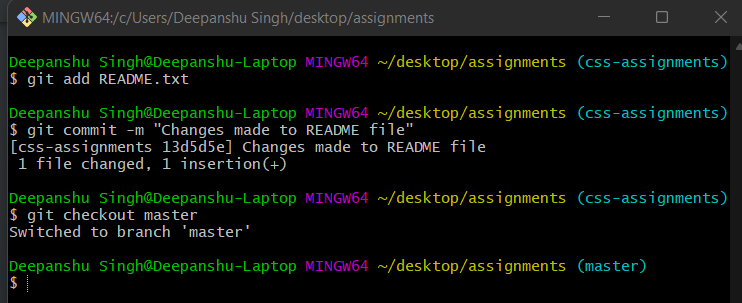 MINGW64:/c/Users/Deepanshu Singh/desktop/assignments
Deepanshu Singh@Deepanshu-Laptop MINGW64 ~/desktop/assignments (css-assignments)
$ git add README.txt
Deepanshu Singh@Deepanshu-Laptop MINGW64 ~/desktop/assignments (css-assignments)
$ git commit -m "Changes made to README file"
[css-assignments 13d5d5e] Changes made to README file
 1 file changed, 1 insertion(+)
Deepanshu Singh@Deepanshu-Laptop MINGW64 ~/desktop/assignments (css-assignments)
$ git checkout master
Switched to branch 'master'
Deepanshu Singh@Deepanshu-Laptop MINGW64 ~/desktop/assignments (master)
$